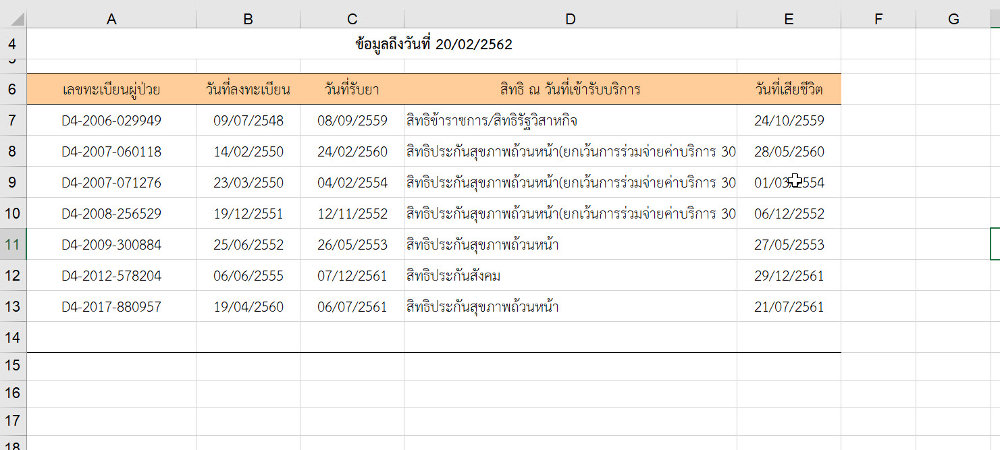 A B C D E F G
4 ข้อมูลถึงวันที่ 20/02/2562
6 เลขทะเบียนผู้ป่วย วันที่ลงทะเบียน วันที่รับยา สิทธิ ณ วันที่เข้ารับบริการ วันที่เสียชีวิต
7 D4-2006-029949 09/07/2548 08/09/2559 สิทธิข้าราชการ/สิทธิรัฐวิสาหกิจ 24/10/2559
8 D4-2007-060118 14/02/2550 24/02/2560 สิทธิประกันสุขภาพถ้วนหน้า(ยกเว้นการร่วมจ่ายค่าบริการ 30 28/05/2560
9 D4-2007-071276 23/03/2550 04/02/2554 สิทธิประกันสุขภาพถ้วนหน้า(ยกเว้นการร่วมจ่ายค่าบริการ 30 01/03/2554
10 D4-2008-256529 19/12/2551 12/11/2552 สิทธิประกันสุขภาพถ้วนหน้า(ยกเว้นการร่วมจ่ายค่าบริการ 30 06/12/2552
11 D4-2009-300884 25/06/2552 26/05/2553 สิทธิประกันสุขภาพถ้วนหน้า 27/05/2553
12 D4-2012-578204 06/06/2555 07/12/2561 สิทธิประกันสังคม 29/12/2561
13 D4-2017-880957 19/04/2560 06/07/2561 สิทธิประกันสุขภาพถ้วนหน้า 21/07/2561
14
15
16
17
18